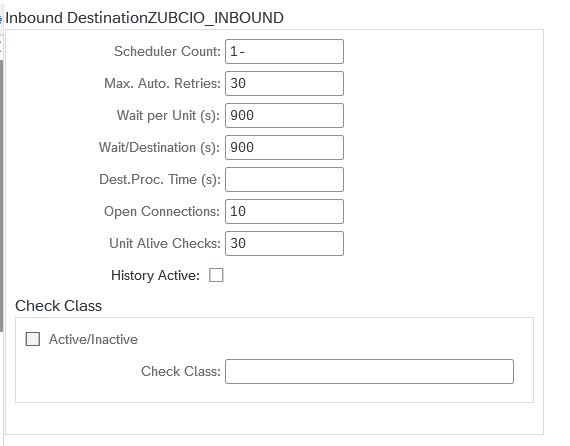 Inbound DestinationZUBCIO_INBOUND
Scheduler Count: 1-
Max. Auto. Retries: 30
Wait per Unit (s): 900
Wait/Destination (s): 900
Dest.Proc. Time (s):
Open Connections: 10
Unit Alive Checks: 30
History Active:
Check Class
Active/Inactive
Check Class: